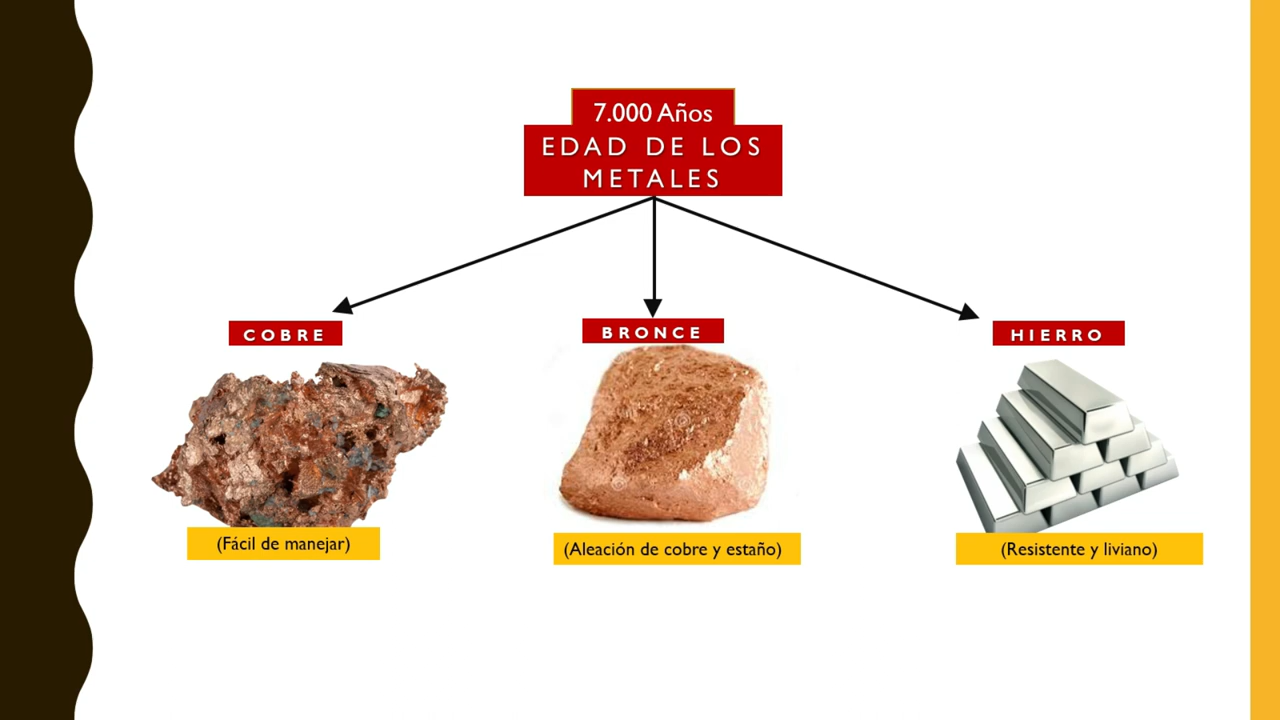 7.000 Años
EDAD DE LOS
METALES
COBRE
BRONCE
HIERRO
(Fácil de manejar)
(Aleación de cobre y estaño)
(Resistente y liviano)